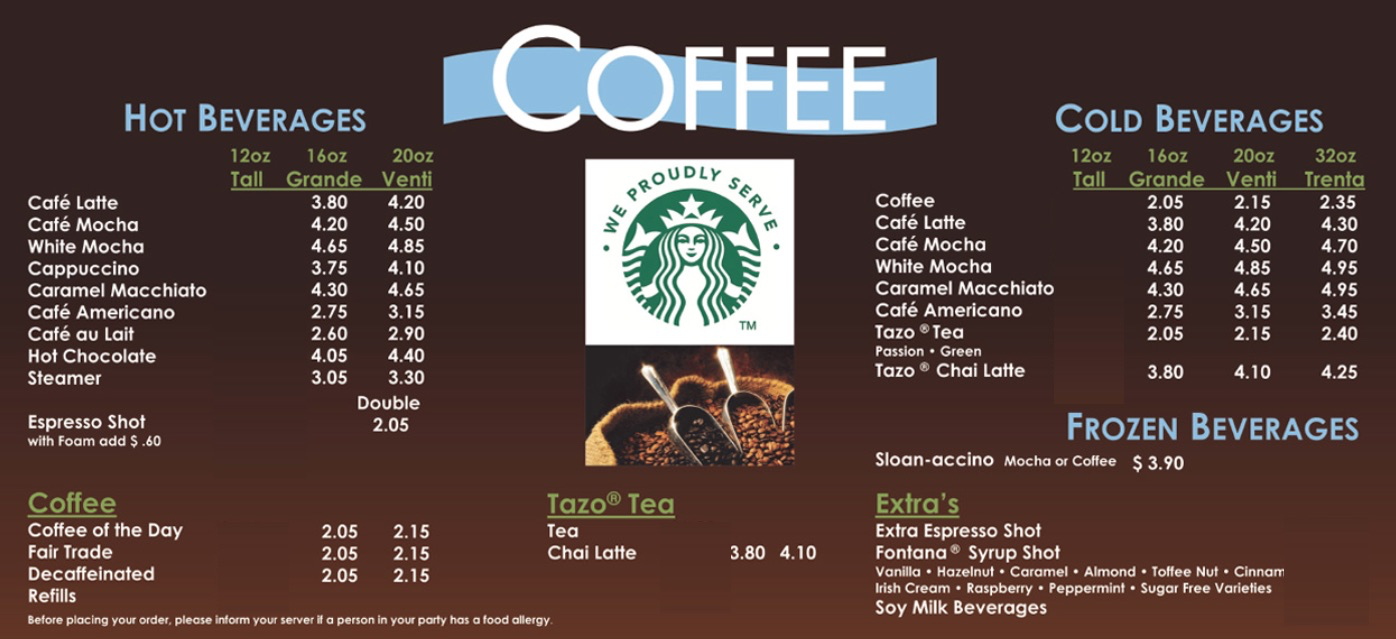 COFFEE
HOT BEVERAGES
12oz 16oz 20oz
Tall Grande Venti
Café Latte 3.80 4.20
Café Mocha 4.20 4.50
White Mocha 4.65 4.85
Cappuccino 3.75 4.10
Caramel Macchiato 4.30 4.65
Café Americano 2.75 3.15
Café au Lait 2.60 2.90
Hot Chocolate 4.05 4.40
Steamer 3.05 3.30
Double
Espresso Shot 2.05
with Foam add $ .60
Coffee
Coffee of the Day 2.05 2.15
Fair Trade 2.05 2.15
Decaffeinated 2.05 2.15
Refills
Before placing your order, please inform your server if a person in your party has a food allergy.
• WE PROUDLY SERVE •
TM
Tazo® Tea
Tea
Chai Latte 3.80 4.10
COLD BEVERAGES
12oz 16oz 20oz 32oz
Tall Grande Venti Trenta
Coffee 2.05 2.15 2.35
Café Latte 3.80 4.20 4.30
Café Mocha 4.20 4.50 4.70
White Mocha 4.65 4.85 4.95
Caramel Macchiato 4.30 4.65 4.95
Café Americano 2.75 3.15 3.45
Tazo ® Tea 2.05 2.15 2.40
Passion • Green
Tazo ® Chai Latte 3.80 4.10 4.25
FROZEN BEVERAGES
Sloan-accino Mocha or Coffee $ 3.90
Extra's
Extra Espresso Shot
Fontana ® Syrup Shot
Vanilla • Hazelnut • Caramel • Almond • Toffee Nut • Cinnam
Irish Cream • Raspberry • Peppermint • Sugar Free Varieties
Soy Milk Beverages